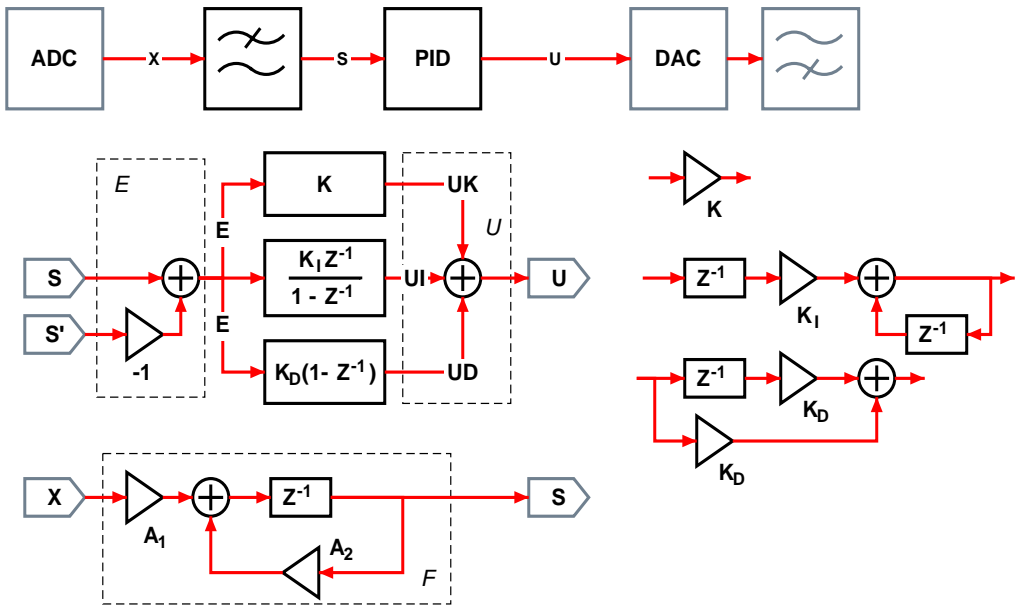 ADC X S PID U DAC
E
K UK
K
E
U
S K_I Z^-1 UI U
1 - Z^-1
Z^-1
K_I
S' E
Z^-1
-1
K_D(1- Z^-1) UD
Z^-1
K_D
K_D
X Z^-1 S
A_1 A_2
F